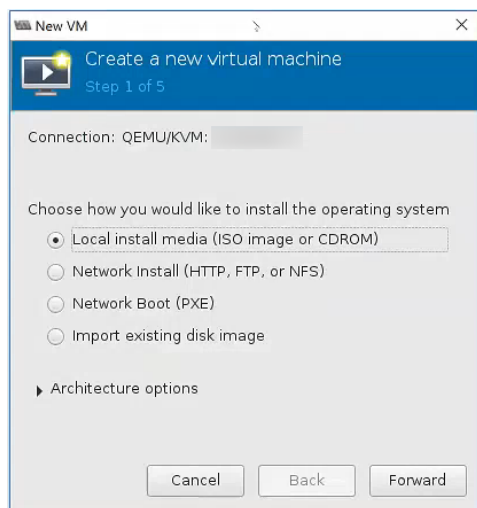 New VM
Create a new virtual machine
Step 1 of 5
Connection: QEMU/KVM:
Choose how you would like to install the operating system
Local install media (ISO image or CDROM)
Network Install (HTTP, FTP, or NFS)
Network Boot (PXE)
Import existing disk image
Architecture options
Cancel Back Forward